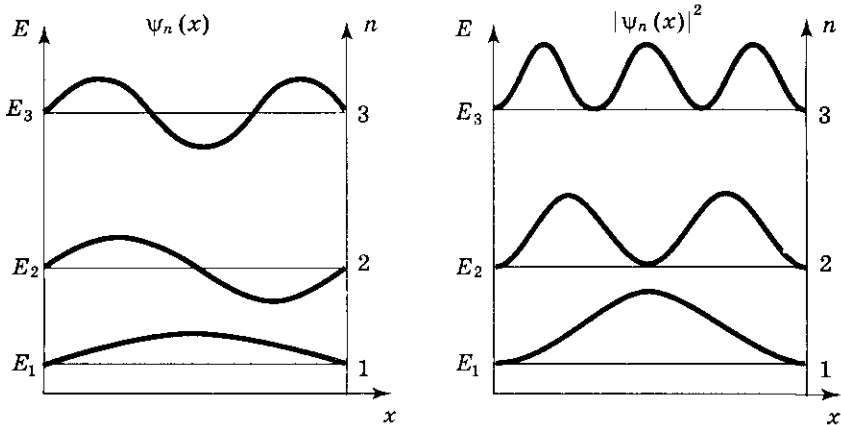 E ψₙ(x) n
E₃ 3
E₂ 2
E₁ 1
x
E |ψₙ(x)|² n
E₃ 3
E₂ 2
E₁ 1
x